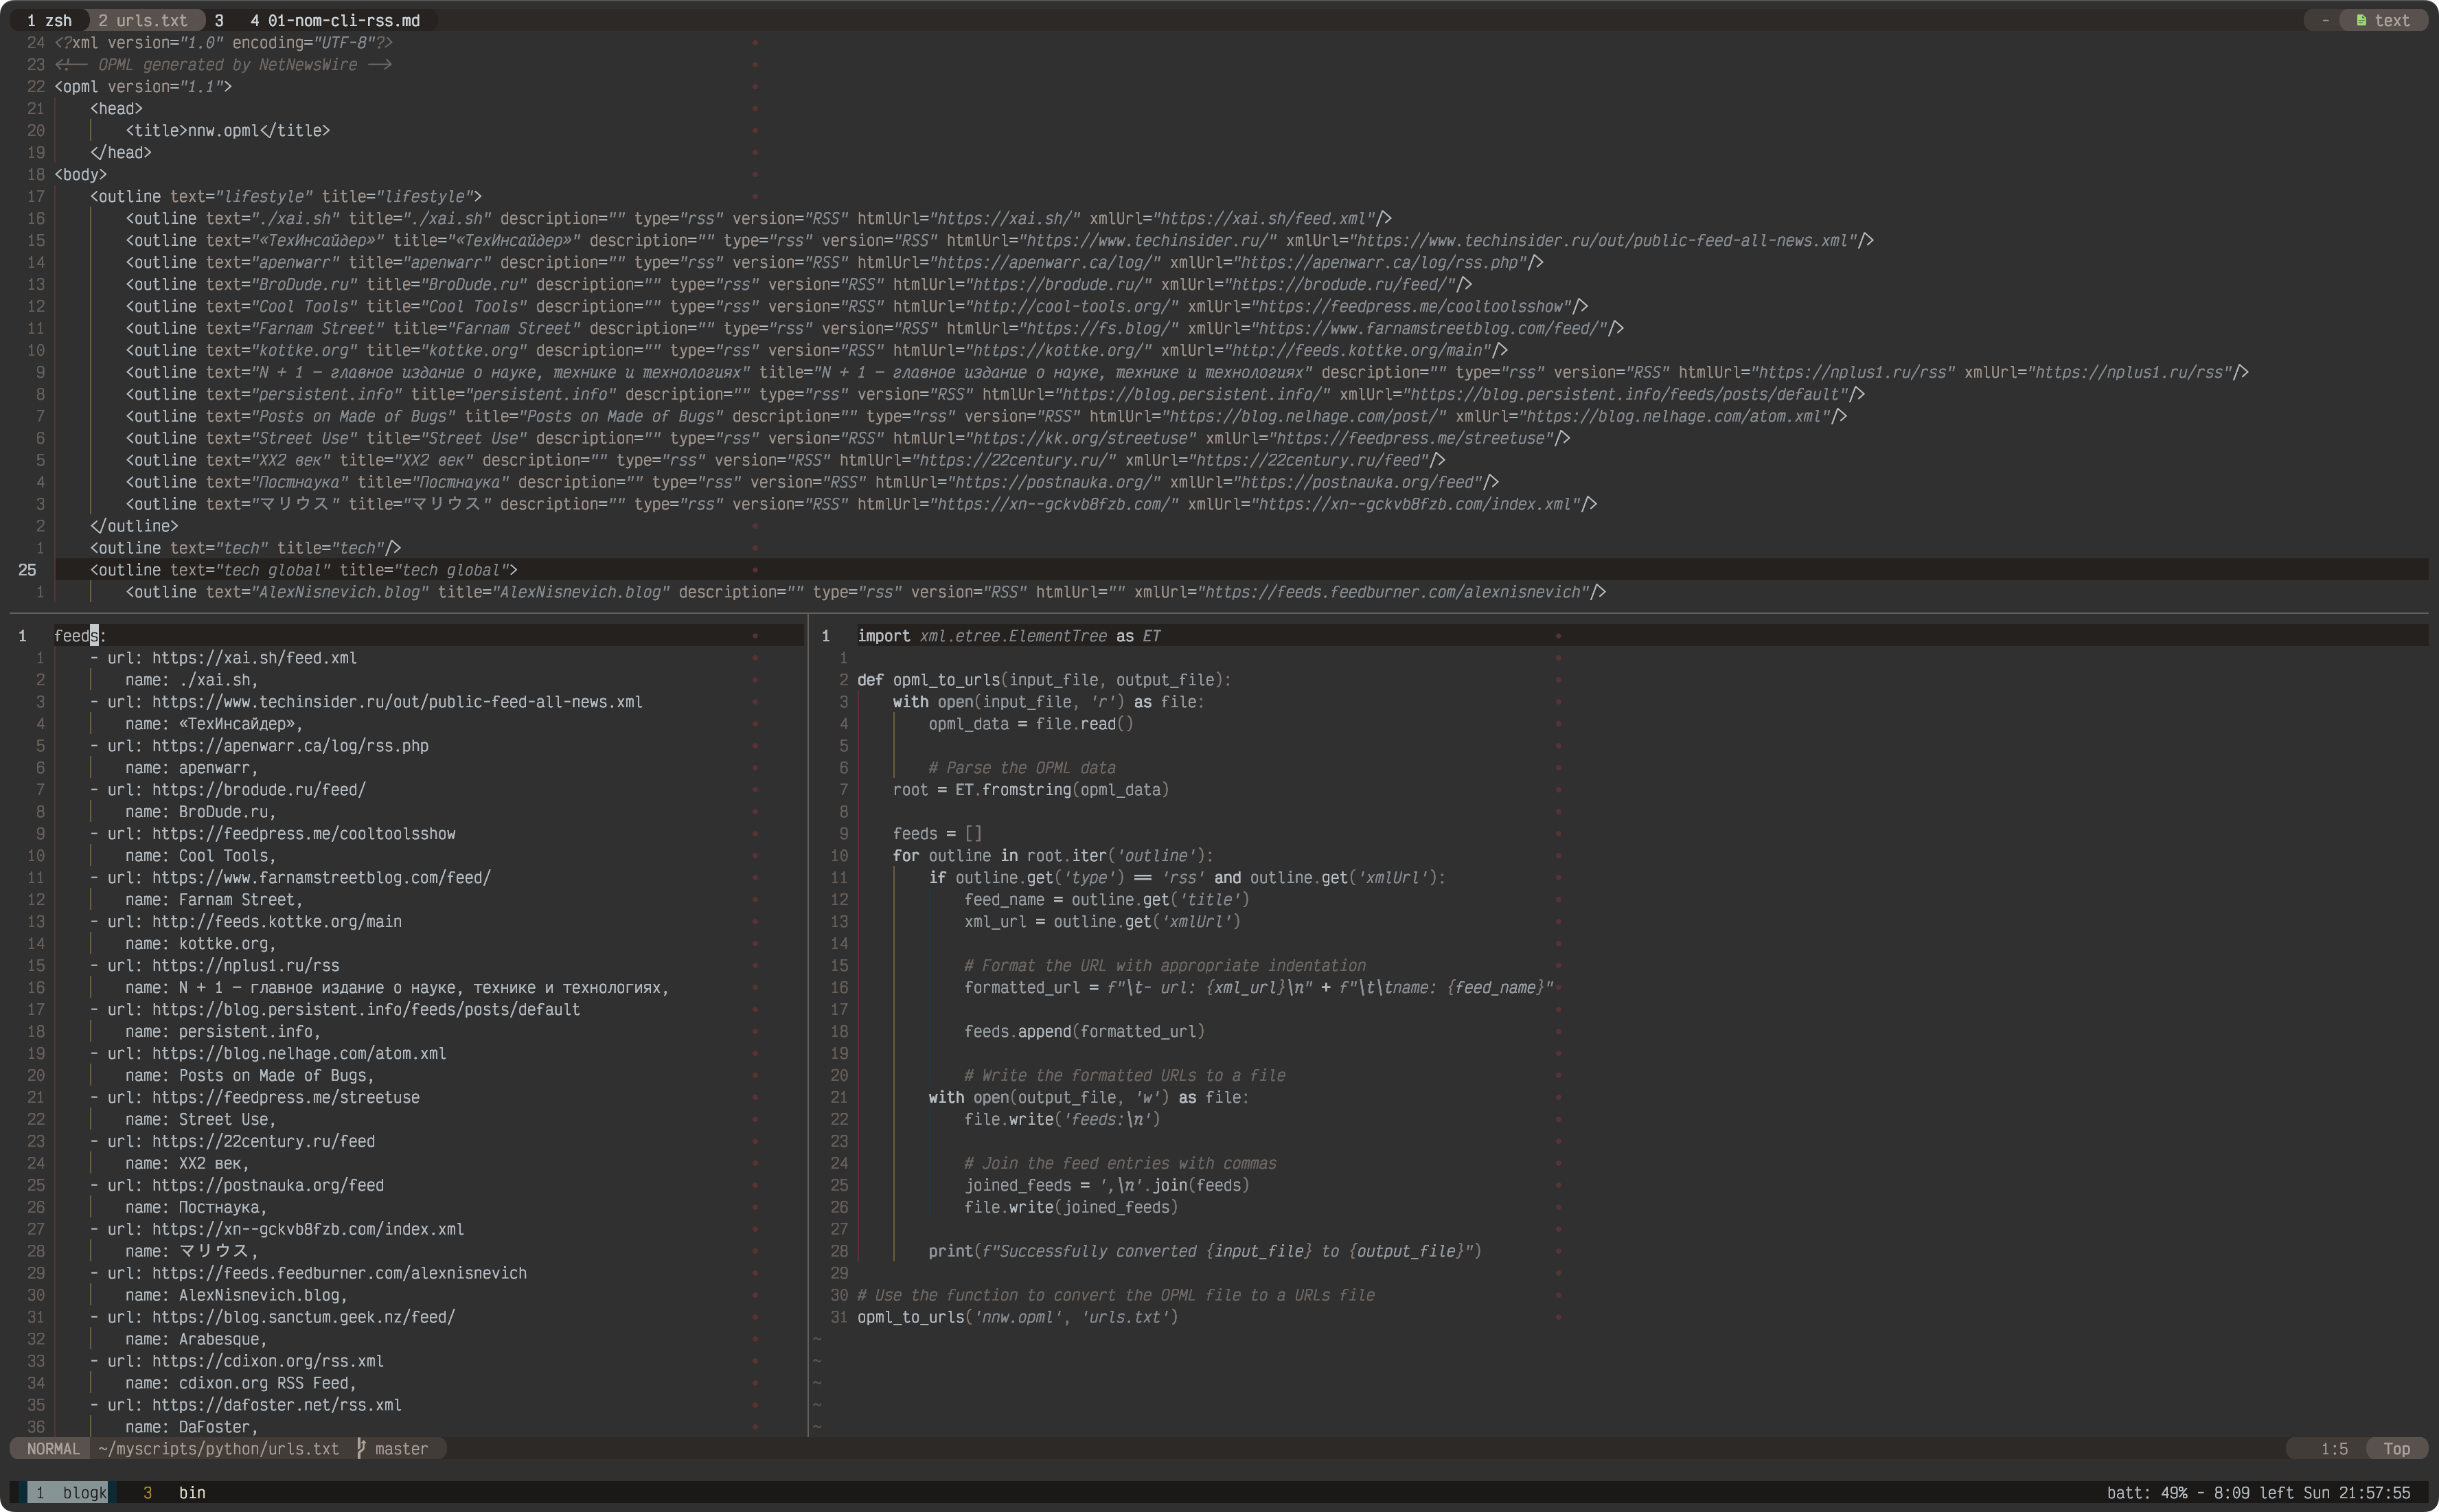 1 zsh 2 urls.txt 3 4 01-nom-cli-rss.md - text
24 <?xml version="1.0" encoding="UTF-8"?>
23 <!-- OPML generated by NetNewsWire -->
22 <opml version="1.1">
21 <head>
20 <title>nnw.opml</title>
19 </head>
18 <body>
17 <outline text="lifestyle" title="lifestyle">
16 <outline text="./xai.sh" title="./xai.sh" description="" type="rss" version="RSS" htmlUrl="https://xai.sh/" xmlUrl="https://xai.sh/feed.xml"/>
15 <outline text="«ТехИнсайдер»" title="«ТехИнсайдер»" description="" type="rss" version="RSS" htmlUrl="https://www.techinsider.ru/" xmlUrl="https://www.techinsider.ru/out/public-feed-all-news.xml"/>
14 <outline text="apenwarr" title="apenwarr" description="" type="rss" version="RSS" htmlUrl="https://apenwarr.ca/log/" xmlUrl="https://apenwarr.ca/log/rss.php"/>
13 <outline text="BroDude.ru" title="BroDude.ru" description="" type="rss" version="RSS" htmlUrl="https://brodude.ru/" xmlUrl="https://brodude.ru/feed/"/>
12 <outline text="Cool Tools" title="Cool Tools" description="" type="rss" version="RSS" htmlUrl="http://cool-tools.org/" xmlUrl="https://feedpress.me/cooltoolsshow"/>
11 <outline text="Farnam Street" title="Farnam Street" description="" type="rss" version="RSS" htmlUrl="https://fs.blog/" xmlUrl="https://www.farnamstreetblog.com/feed/"/>
10 <outline text="kottke.org" title="kottke.org" description="" type="rss" version="RSS" htmlUrl="https://kottke.org/" xmlUrl="http://feeds.kottke.org/main"/>
9 <outline text="N + 1 — главное издание о науке, технике и технологиях" title="N + 1 — главное издание о науке, технике и технологиях" description="" type="rss" version="RSS" htmlUrl="https://nplus1.ru/rss" xmlUrl="https://nplus1.ru/rss"/>
8 <outline text="persistent.info" title="persistent.info" description="" type="rss" version="RSS" htmlUrl="https://blog.persistent.info/" xmlUrl="https://blog.persistent.info/feeds/posts/default"/>
7 <outline text="Posts on Made of Bugs" title="Posts on Made of Bugs" description="" type="rss" version="RSS" htmlUrl="https://blog.nelhage.com/post/" xmlUrl="https://blog.nelhage.com/atom.xml"/>
6 <outline text="Street Use" title="Street Use" description="" type="rss" version="RSS" htmlUrl="https://kk.org/streetuse" xmlUrl="https://feedpress.me/streetuse"/>
5 <outline text="XX2 век" title="XX2 век" description="" type="rss" version="RSS" htmlUrl="https://22century.ru/" xmlUrl="https://22century.ru/feed"/>
4 <outline text="Постнаука" title="Постнаука" description="" type="rss" version="RSS" htmlUrl="https://postnauka.org/" xmlUrl="https://postnauka.org/feed"/>
3 <outline text="マリウス" title="マリウス" description="" type="rss" version="RSS" htmlUrl="https://xn--gckvb8fzb.com/" xmlUrl="https://xn--gckvb8fzb.com/index.xml"/>
2 </outline>
1 <outline text="tech" title="tech"/>
25 <outline text="tech global" title="tech global">
1 <outline text="AlexNisnevich.blog" title="AlexNisnevich.blog" description="" type="rss" version="RSS" htmlUrl="" xmlUrl="https://feeds.feedburner.com/alexnisnevich"/>
1 feeds:
1 - url: https://xai.sh/feed.xml
2 name: ./xai.sh,
3 - url: https://www.techinsider.ru/out/public-feed-all-news.xml
4 name: «ТехИнсайдер»,
5 - url: https://apenwarr.ca/log/rss.php
6 name: apenwarr,
7 - url: https://brodude.ru/feed/
8 name: BroDude.ru,
9 - url: https://feedpress.me/cooltoolsshow
10 name: Cool Tools,
11 - url: https://www.farnamstreetblog.com/feed/
12 name: Farnam Street,
13 - url: http://feeds.kottke.org/main
14 name: kottke.org,
15 - url: https://nplus1.ru/rss
16 name: N + 1 — главное издание о науке, технике и технологиях,
17 - url: https://blog.persistent.info/feeds/posts/default
18 name: persistent.info,
19 - url: https://blog.nelhage.com/atom.xml
20 name: Posts on Made of Bugs,
21 - url: https://feedpress.me/streetuse
22 name: Street Use,
23 - url: https://22century.ru/feed
24 name: XX2 век,
25 - url: https://postnauka.org/feed
26 name: Постнаука,
27 - url: https://xn--gckvb8fzb.com/index.xml
28 name: マリウス,
29 - url: https://feeds.feedburner.com/alexnisnevich
30 name: AlexNisnevich.blog,
31 - url: https://blog.sanctum.geek.nz/feed/
32 name: Arabesque,
33 - url: https://cdixon.org/rss.xml
34 name: cdixon.org RSS Feed,
35 - url: https://dafoster.net/rss.xml
36 name: DaFoster,
1 import xml.etree.ElementTree as ET
1
2 def opml_to_urls(input_file, output_file):
3 with open(input_file, 'r') as file:
4 opml_data = file.read()
5
6 # Parse the OPML data
7 root = ET.fromstring(opml_data)
8
9 feeds = []
10 for outline in root.iter('outline'):
11 if outline.get('type') == 'rss' and outline.get('xmlUrl'):
12 feed_name = outline.get('title')
13 xml_url = outline.get('xmlUrl')
14
15 # Format the URL with appropriate indentation
16 formatted_url = f"\t- url: {xml_url}\n" + f"\t\tname: {feed_name}"
17
18 feeds.append(formatted_url)
19
20 # Write the formatted URLs to a file
21 with open(output_file, 'w') as file:
22 file.write('feeds:\n')
23
24 # Join the feed entries with commas
25 joined_feeds = ',\n'.join(feeds)
26 file.write(joined_feeds)
27
28 print(f"Successfully converted {input_file} to {output_file}")
29
30 # Use the function to convert the OPML file to a URLs file
31 opml_to_urls('nnw.opml', 'urls.txt')
~
~
~
~
~
NORMAL ~/myscripts/python/urls.txt master 1:5 Top
1 blogk 3 bin batt: 49% - 8:09 left Sun 21:57:55